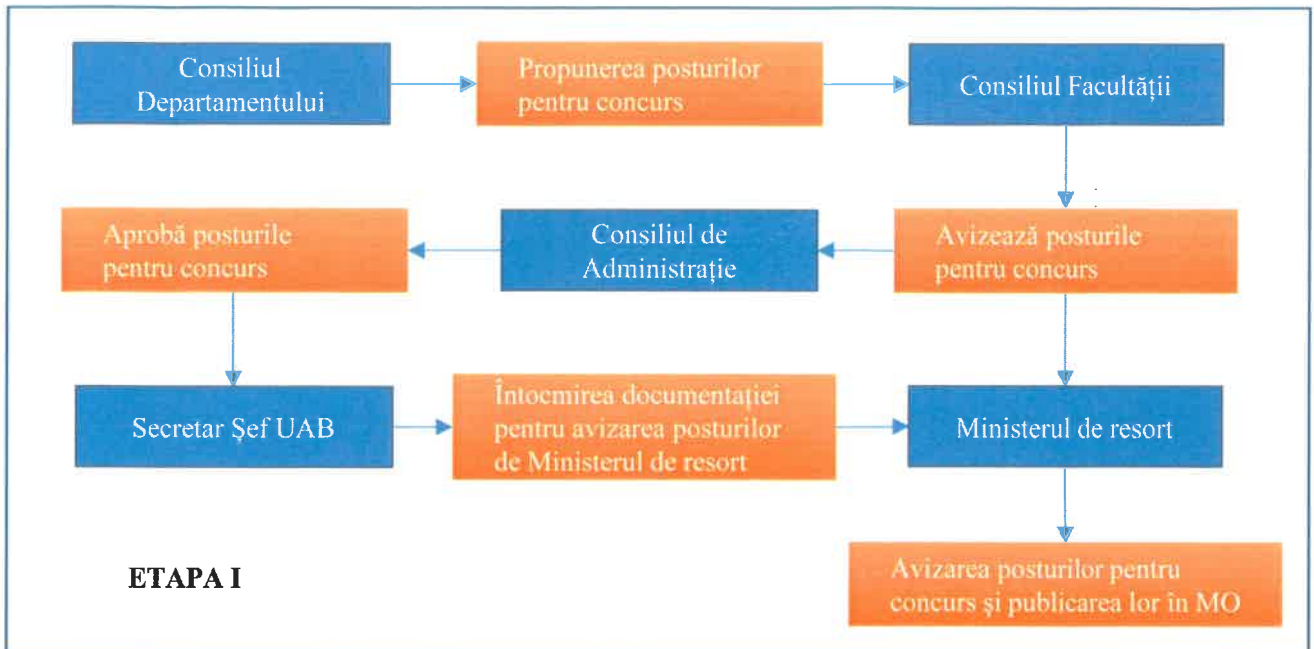 Consiliul
Departamentului
Propunerea posturilor
pentru concurs
Consiliul Facultății
Aprobă posturile
pentru concurs
Consiliul de
Administrație
Avizează posturile
pentru concurs
Secretar Șef UAB
Întocmirea documentației
pentru avizarea posturilor
de Ministerul de resort
Ministerul de resort
ETAPA I
Avizarea posturilor pentru
concurs și publicarea lor în MO